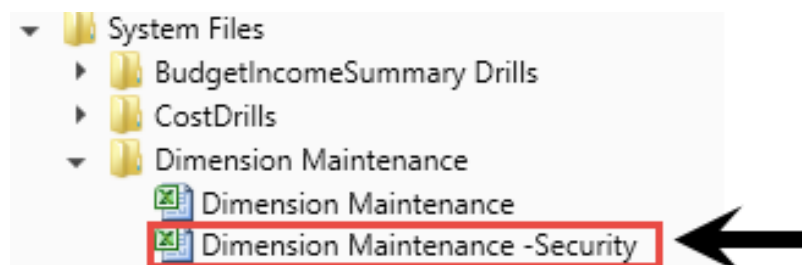 System Files
BudgetIncomeSummary Drills
CostDrills
Dimension Maintenance
Dimension Maintenance
Dimension Maintenance -Security